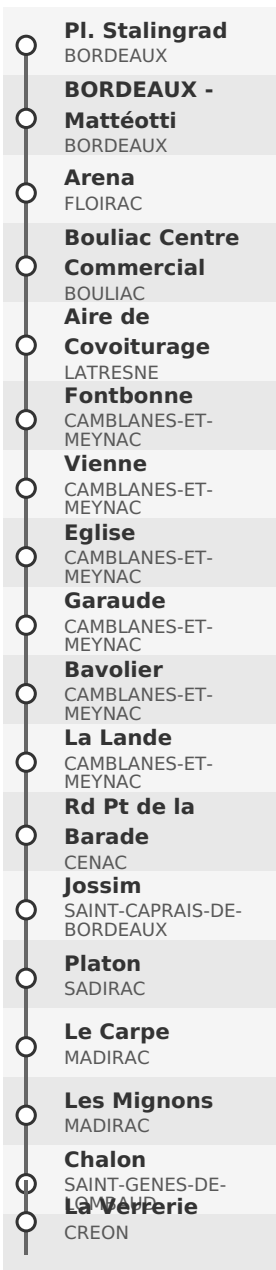 Pl. Stalingrad
BORDEAUX
BORDEAUX -
Mattéotti
BORDEAUX
Arena
FLOIRAC
Bouliac Centre
Commercial
BOULIAC
Aire de
Covoiturage
LATRESNE
Fontbonne
CAMBLANES-ET-
MEYNAC
Vienne
CAMBLANES-ET-
MEYNAC
Eglise
CAMBLANES-ET-
MEYNAC
Garaude
CAMBLANES-ET-
MEYNAC
Bavolier
CAMBLANES-ET-
MEYNAC
La Lande
CAMBLANES-ET-
MEYNAC
Rd Pt de la
Barade
CENAC
Jossim
SAINT-CAPRAIS-DE-
BORDEAUX
Platon
SADIRAC
Le Carpe
MADIRAC
Les Mignons
MADIRAC
Chalon
SAINT-GENES-DE-
LOMBAUD
La Verrerie
CREON